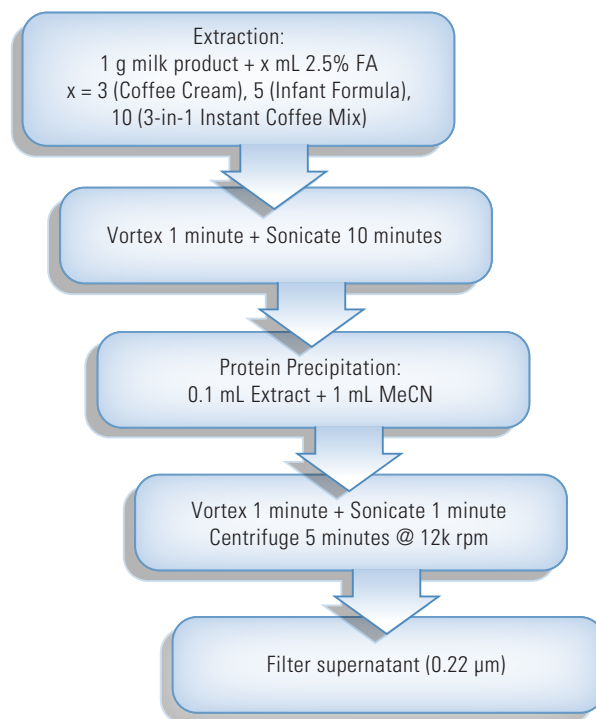 Extraction:
1 g milk product + x mL 2.5% FA
x = 3 (Coffee Cream), 5 (Infant Formula),
10 (3-in-1 Instant Coffee Mix)
Vortex 1 minute + Sonicate 10 minutes
Protein Precipitation:
0.1 mL Extract + 1 mL MeCN
Vortex 1 minute + Sonicate 1 minute
Centrifuge 5 minutes @ 12k rpm
Filter supernatant (0.22 µm)